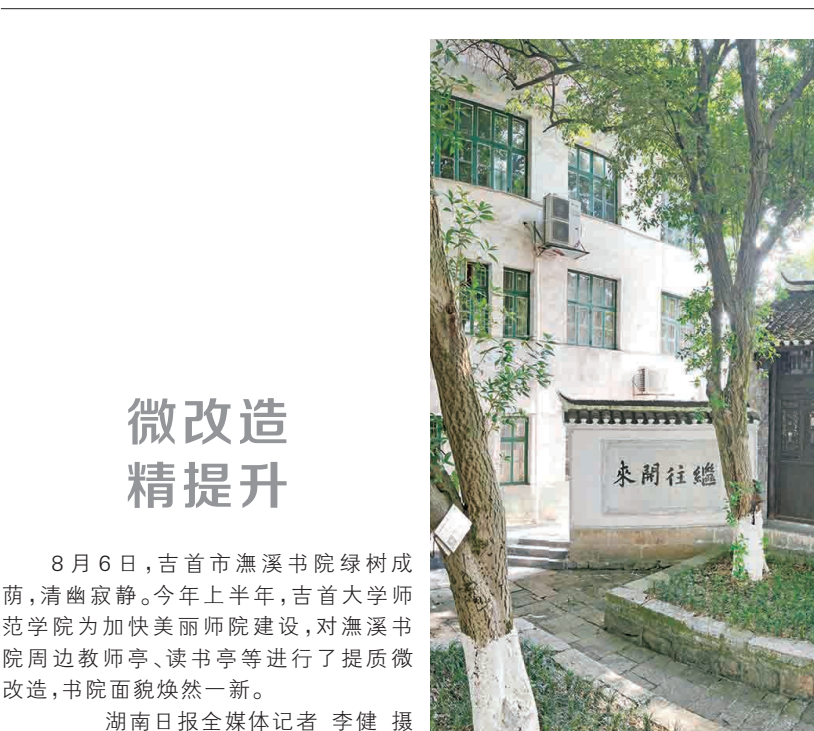 微改造
精提升
8月6日，吉首市潕溪书院绿树成
荫，清幽寂静。今年上半年，吉首大学师
范学院为加快美丽师院建设，对潕溪书
院周边教师亭、读书亭等进行了提质微
改造，书院面貌焕然一新。
湖南日报全媒体记者 李健 摄
來開往繼